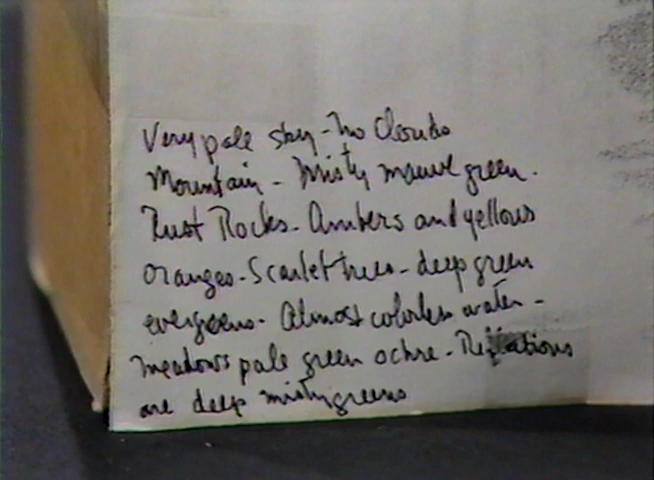 Very pale sky - No Clouds
Mountain - Misty mauve green.
Rust Rocks - Ambers and yellows
oranges - Scarlet trees - deep green
evergreens - Almost colorless water -
meadows pale green ochre - Reflections
are deep misty greens